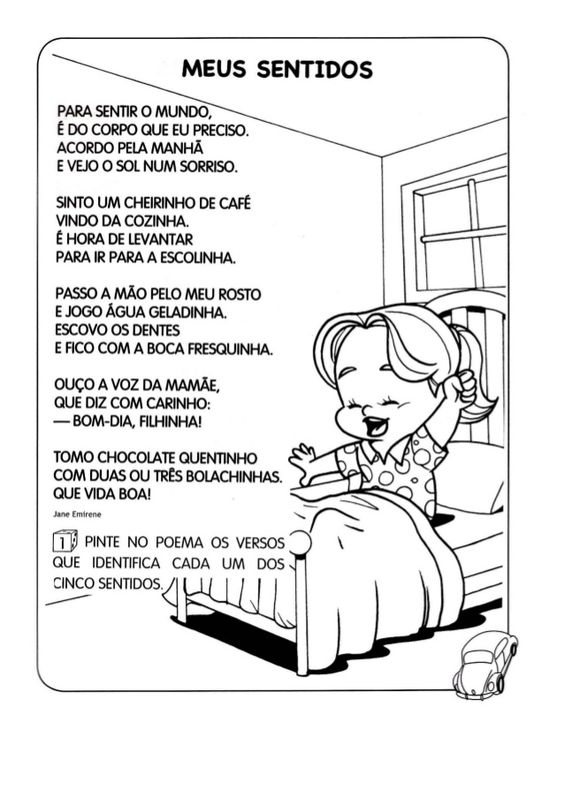 MEUS SENTIDOS
PARA SENTIR O MUNDO,
É DO CORPO QUE EU PRECISO.
ACORDO PELA MANHÃ
E VEJO O SOL NUM SORRISO.
SINTO UM CHEIRINHO DE CAFÉ
VINDO DA COZINHA.
É HORA DE LEVANTAR
PARA IR PARA A ESCOLINHA.
PASSO A MÃO PELO MEU ROSTO
E JOGO ÁGUA GELADINHA.
ESCOVO OS DENTES
E FICO COM A BOCA FRESQUINHA.
OUÇO A VOZ DA MAMÃE,
QUE DIZ COM CARINHO:
— BOM-DIA, FILHINHA!
TOMO CHOCOLATE QUENTINHO
COM DUAS OU TRÊS BOLACHINHAS.
QUE VIDA BOA!
Jane Emirene
1 PINTE NO POEMA OS VERSOS
QUE IDENTIFICA CADA UM DOS
CINCO SENTIDOS.